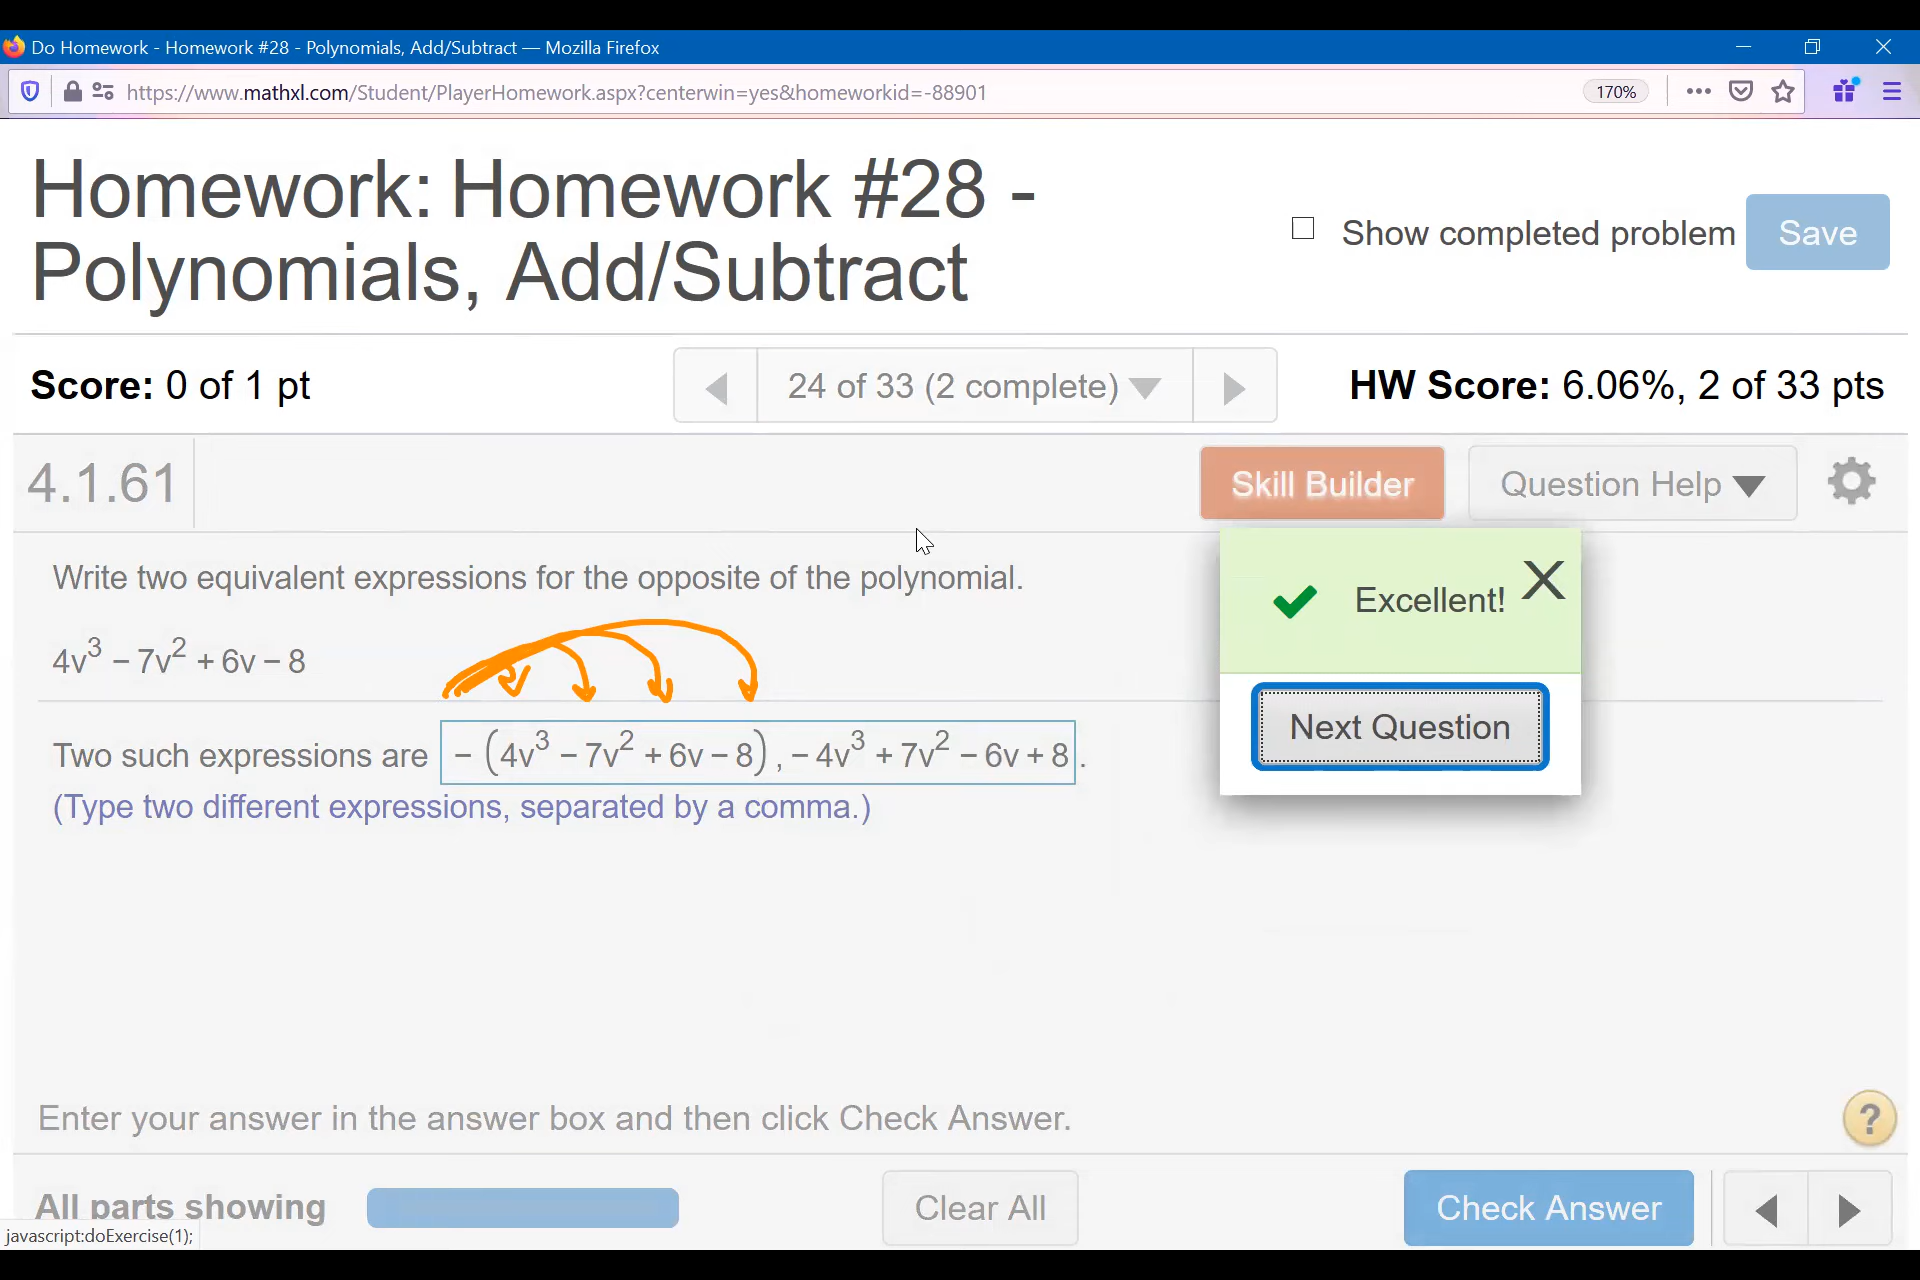 Do Homework - Homework #28 - Polynomials, Add/Subtract — Mozilla Firefox
https://www.mathxl.com/Student/PlayerHomework.aspx?centerwin=yes&homeworkid=-88901
170%
Homework: Homework #28 -
Polynomials, Add/Subtract
Show completed problem
Save
Score: 0 of 1 pt
24 of 33 (2 complete)
HW Score: 6.06%, 2 of 33 pts
4.1.61
Skill Builder
Question Help
Write two equivalent expressions for the opposite of the polynomial.
Excellent!
4v³ − 7v² + 6v − 8
Next Question
Two such expressions are − (4v³ − 7v² + 6v − 8), − 4v³ + 7v² − 6v + 8.
(Type two different expressions, separated by a comma.)
Enter your answer in the answer box and then click Check Answer.
?
All parts showing
Clear All
Check Answer
javascript:doExercise(1);